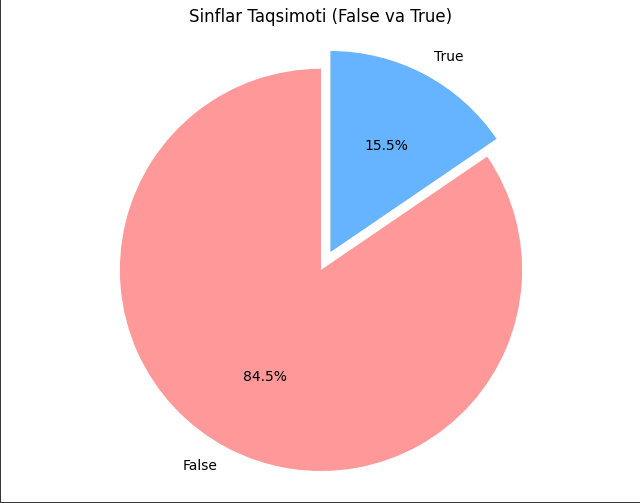 Sinflar Taqsimoti (False va True)
True
15.5%
84.5%
False